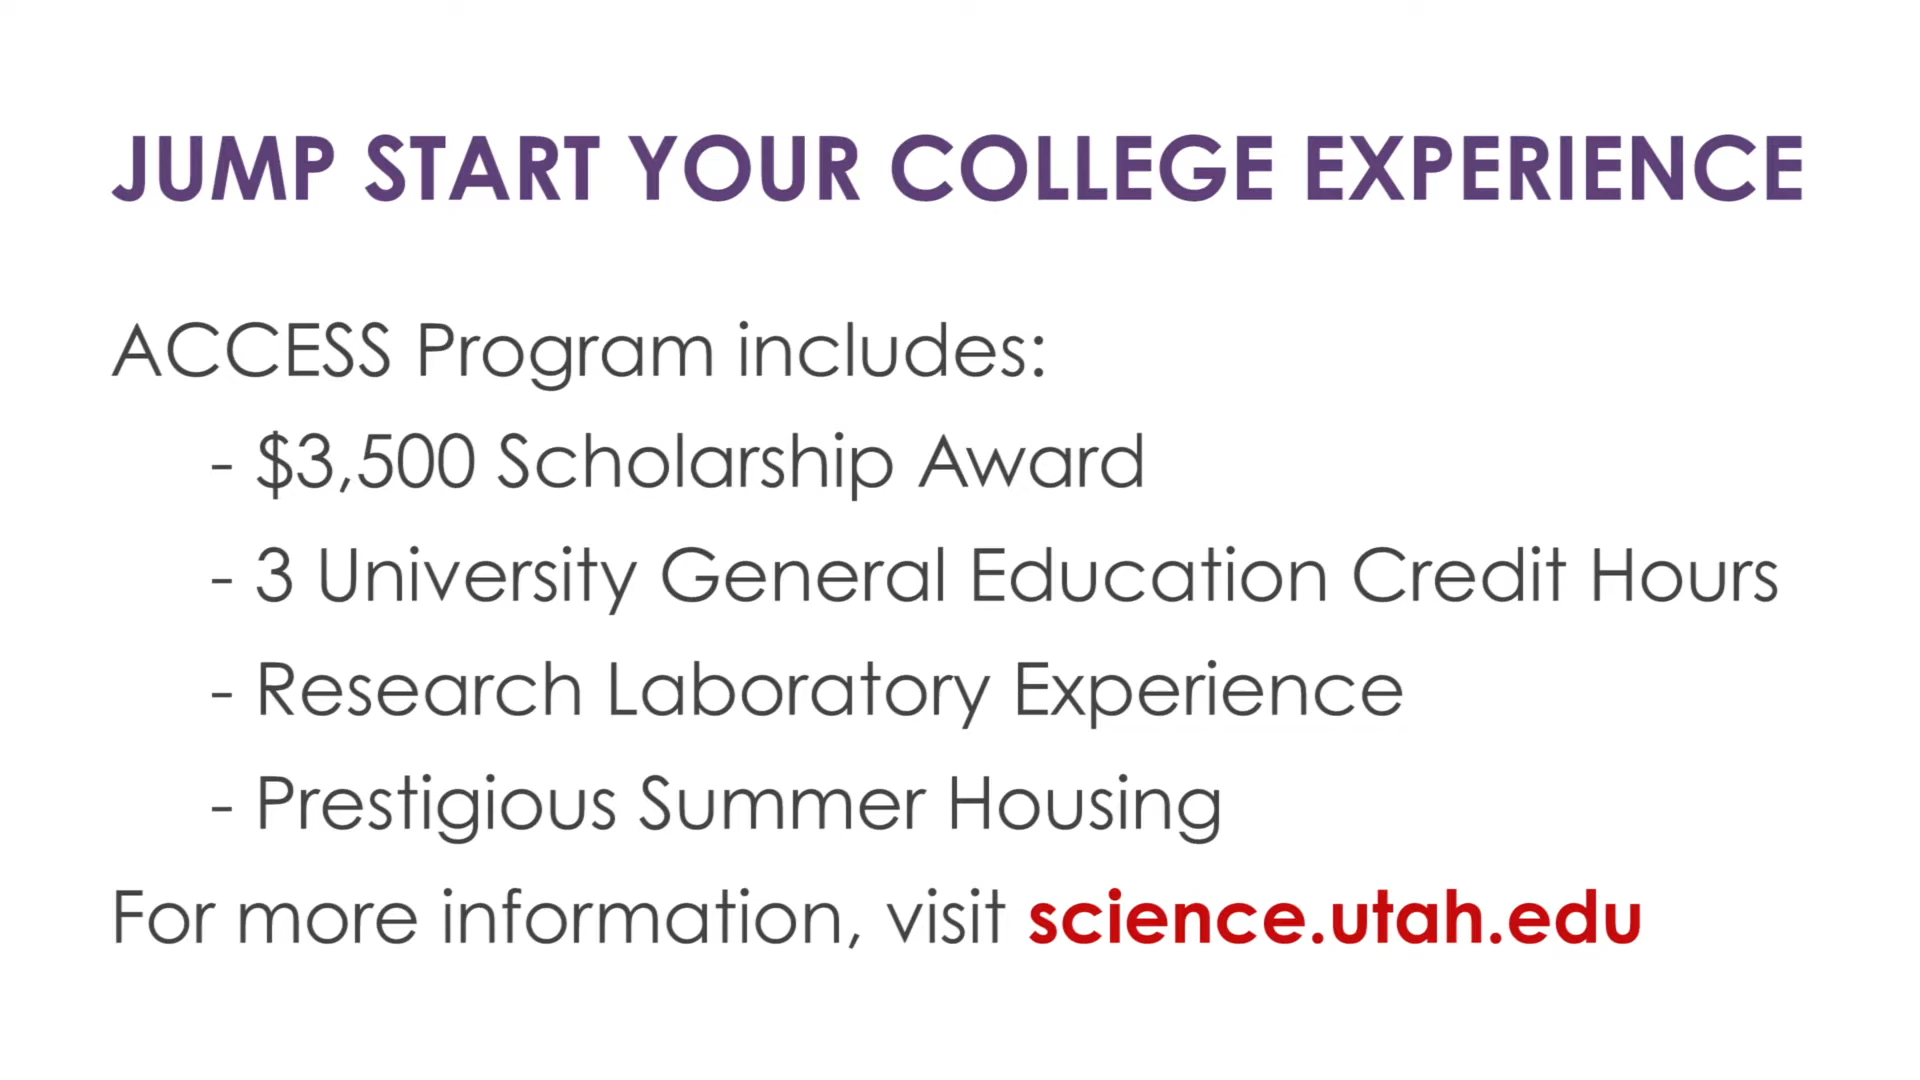 JUMP START YOUR COLLEGE EXPERIENCE
ACCESS Program includes:
- $3,500 Scholarship Award
- 3 University General Education Credit Hours
- Research Laboratory Experience
- Prestigious Summer Housing
For more information, visit science.utah.edu